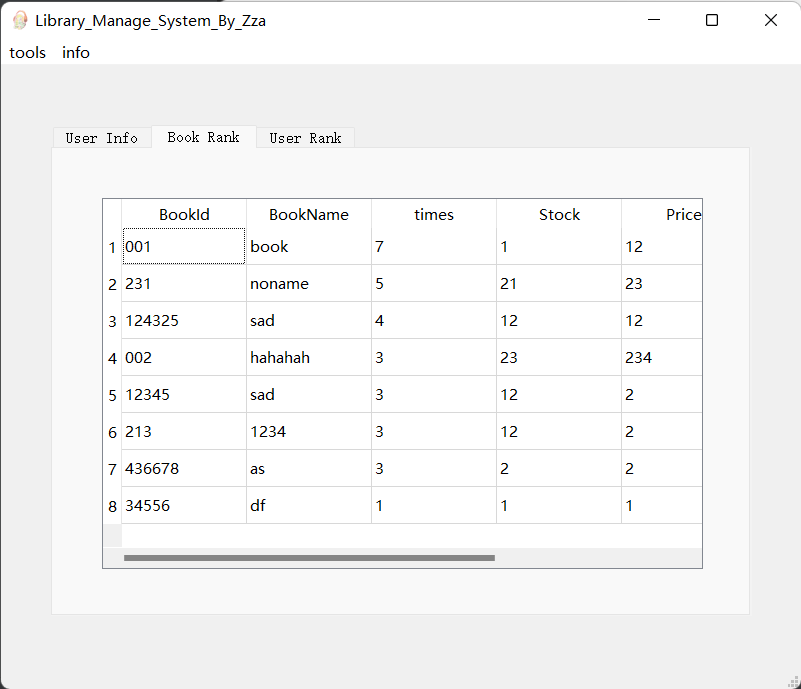 Library_Manage_System_By_Zza
tools info
User Info Book Rank User Rank
BookId BookName times Stock Price
1 001 book 7 1 12
2 231 noname 5 21 23
3 124325 sad 4 12 12
4 002 hahahah 3 23 234
5 12345 sad 3 12 2
6 213 1234 3 12 2
7 436678 as 3 2 2
8 34556 df 1 1 1